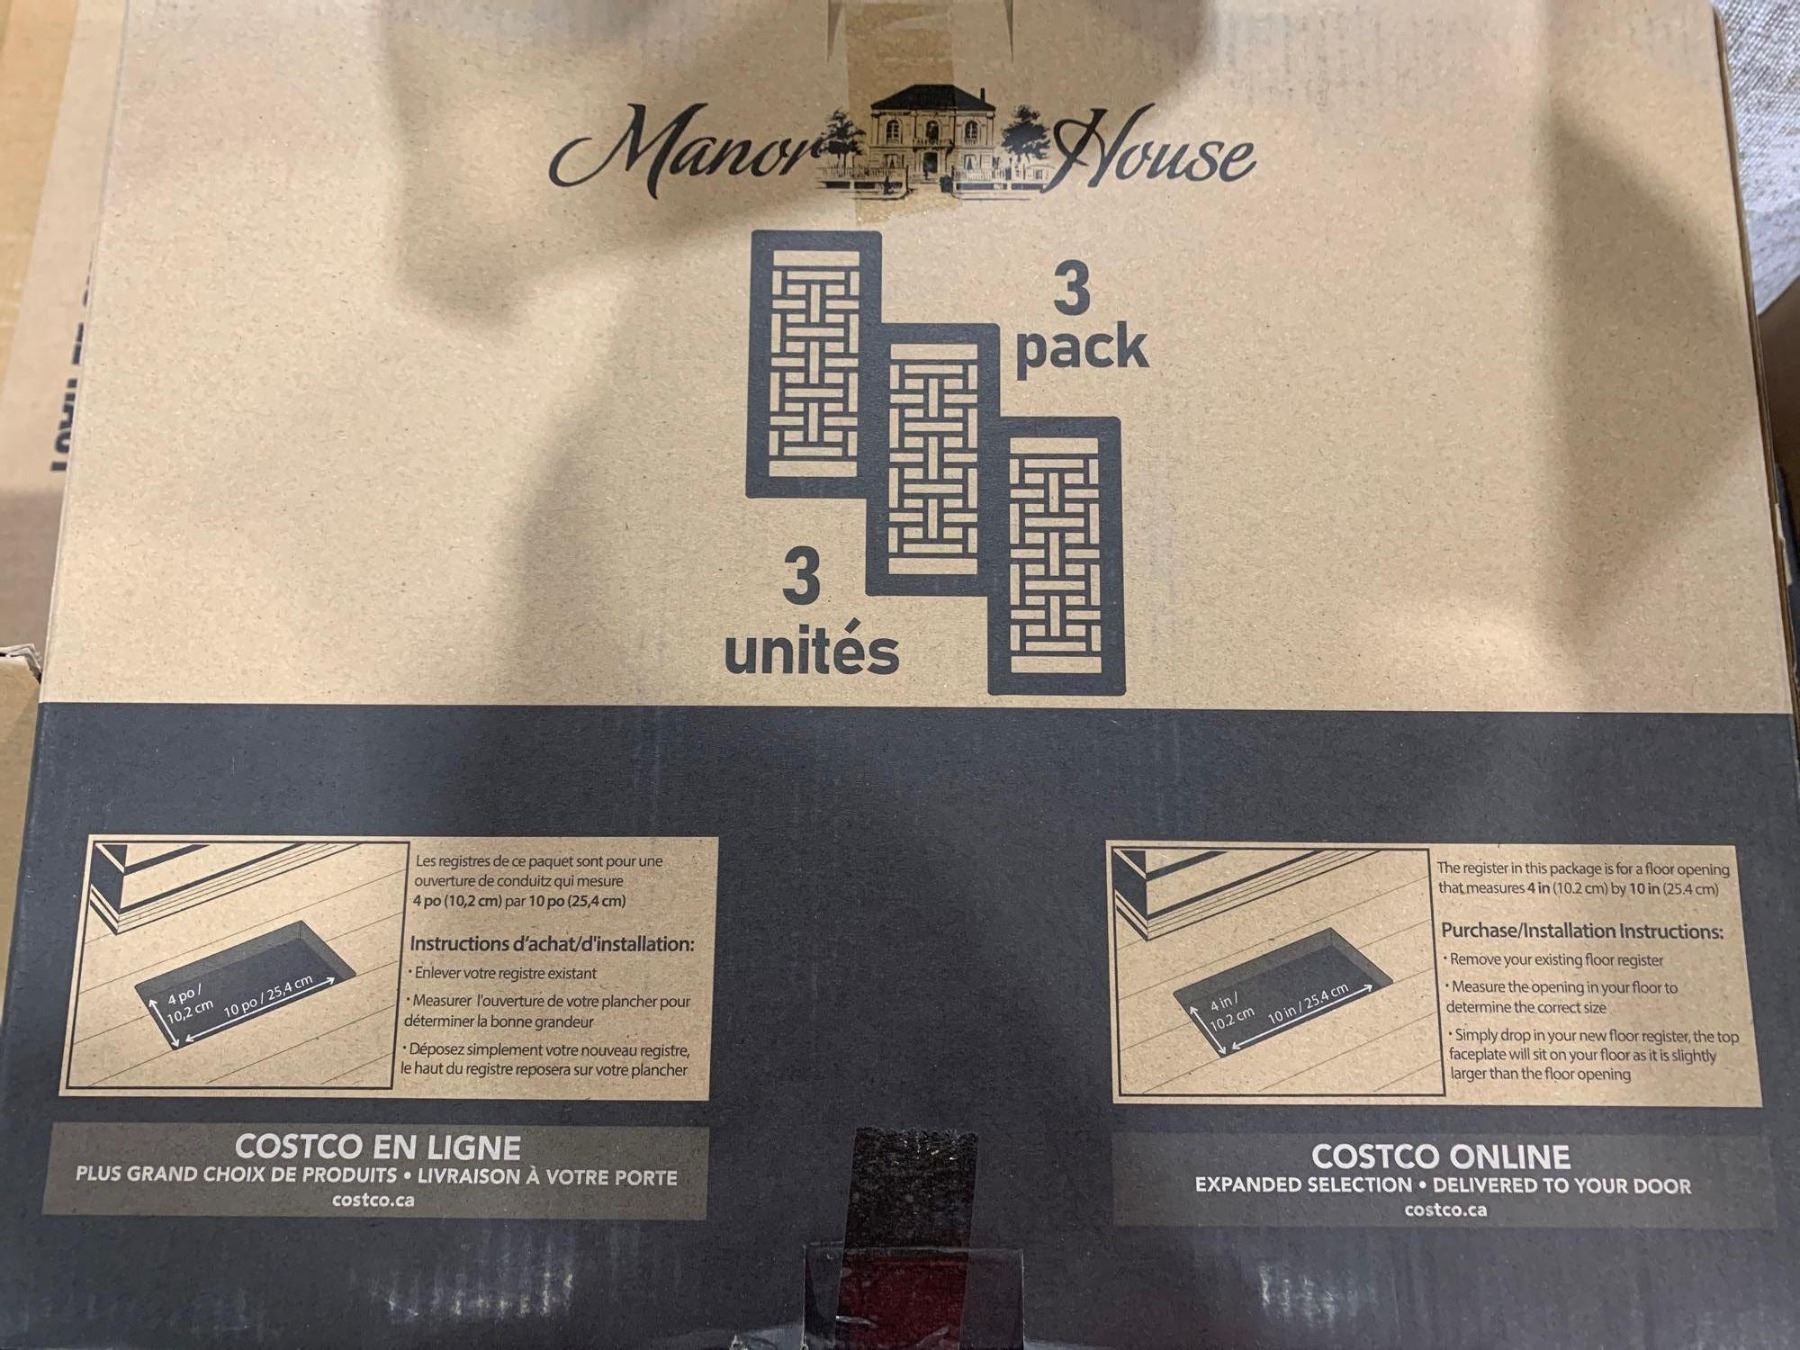 Manor House
3
pack
3
unités
Les registres de ce paquet sont pour une
ouverture de conduitz qui mesure
4 po (10,2 cm) par 10 po (25,4 cm)
Instructions d'achat/d'installation:
• Enlever votre registre existant
• Measurer l'ouverture de votre plancher pour
déterminer la bonne grandeur
• Déposez simplement votre nouveau registre,
le haut du registre reposera sur votre plancher
4 po /
10,2 cm
10 po / 25,4 cm
COSTCO EN LIGNE
PLUS GRAND CHOIX DE PRODUITS • LIVRAISON À VOTRE PORTE
costco.ca
The register in this package is for a floor opening
that measures 4 in (10.2 cm) by 10 in (25.4 cm)
Purchase/Installation Instructions:
• Remove your existing floor register
• Measure the opening in your floor to
determine the correct size
• Simply drop in your new floor register, the top
faceplate will sit on your floor as it is slightly
larger than the floor opening
4 in /
10.2 cm
10 in / 25.4 cm
COSTCO ONLINE
EXPANDED SELECTION • DELIVERED TO YOUR DOOR
costco.ca